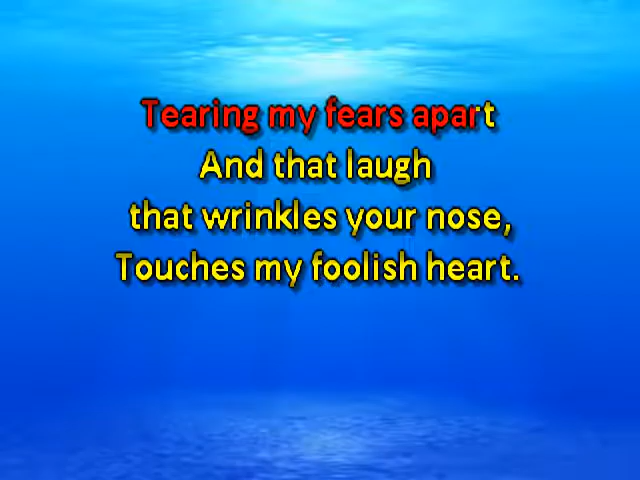 Tearing my fears apart
And that laugh
that wrinkles your nose,
Touches my foolish heart.